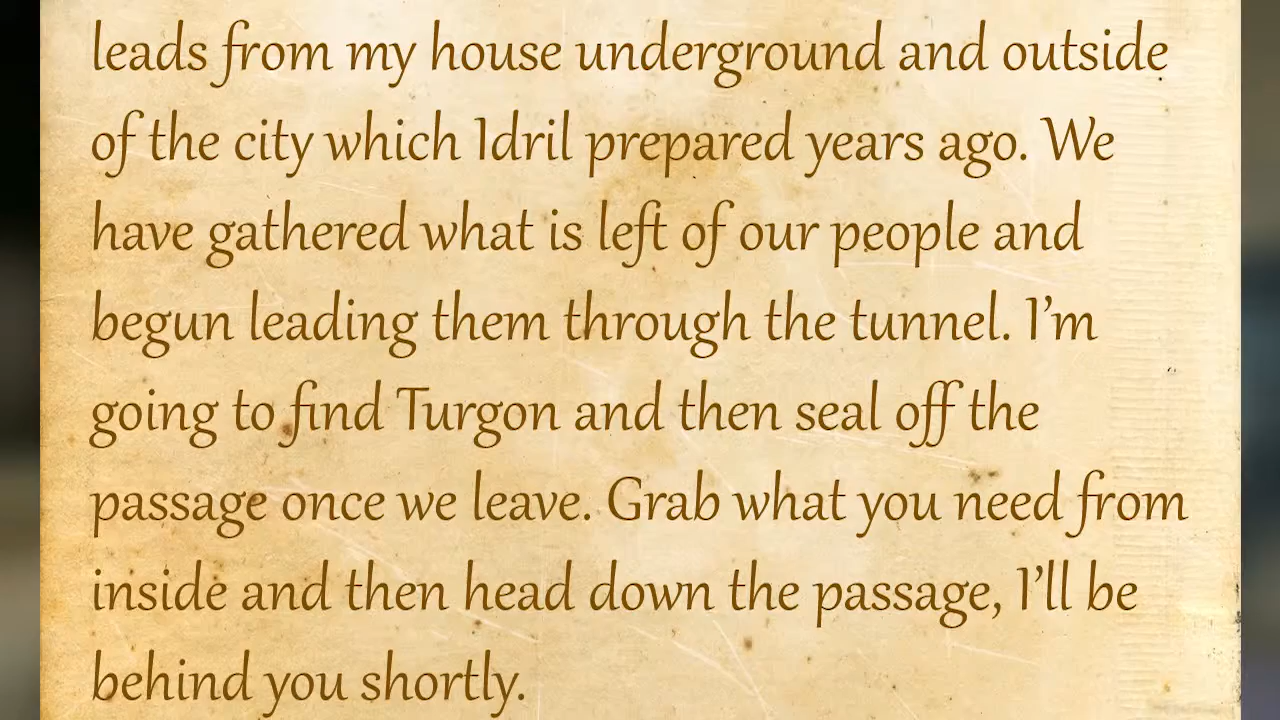 leads from my house underground and outside
of the city which Idril prepared years ago. We
have gathered what is left of our people and
begun leading them through the tunnel. I'm
going to find Turgon and then seal off the
passage once we leave. Grab what you need from
inside and then head down the passage, I'll be
behind you shortly.